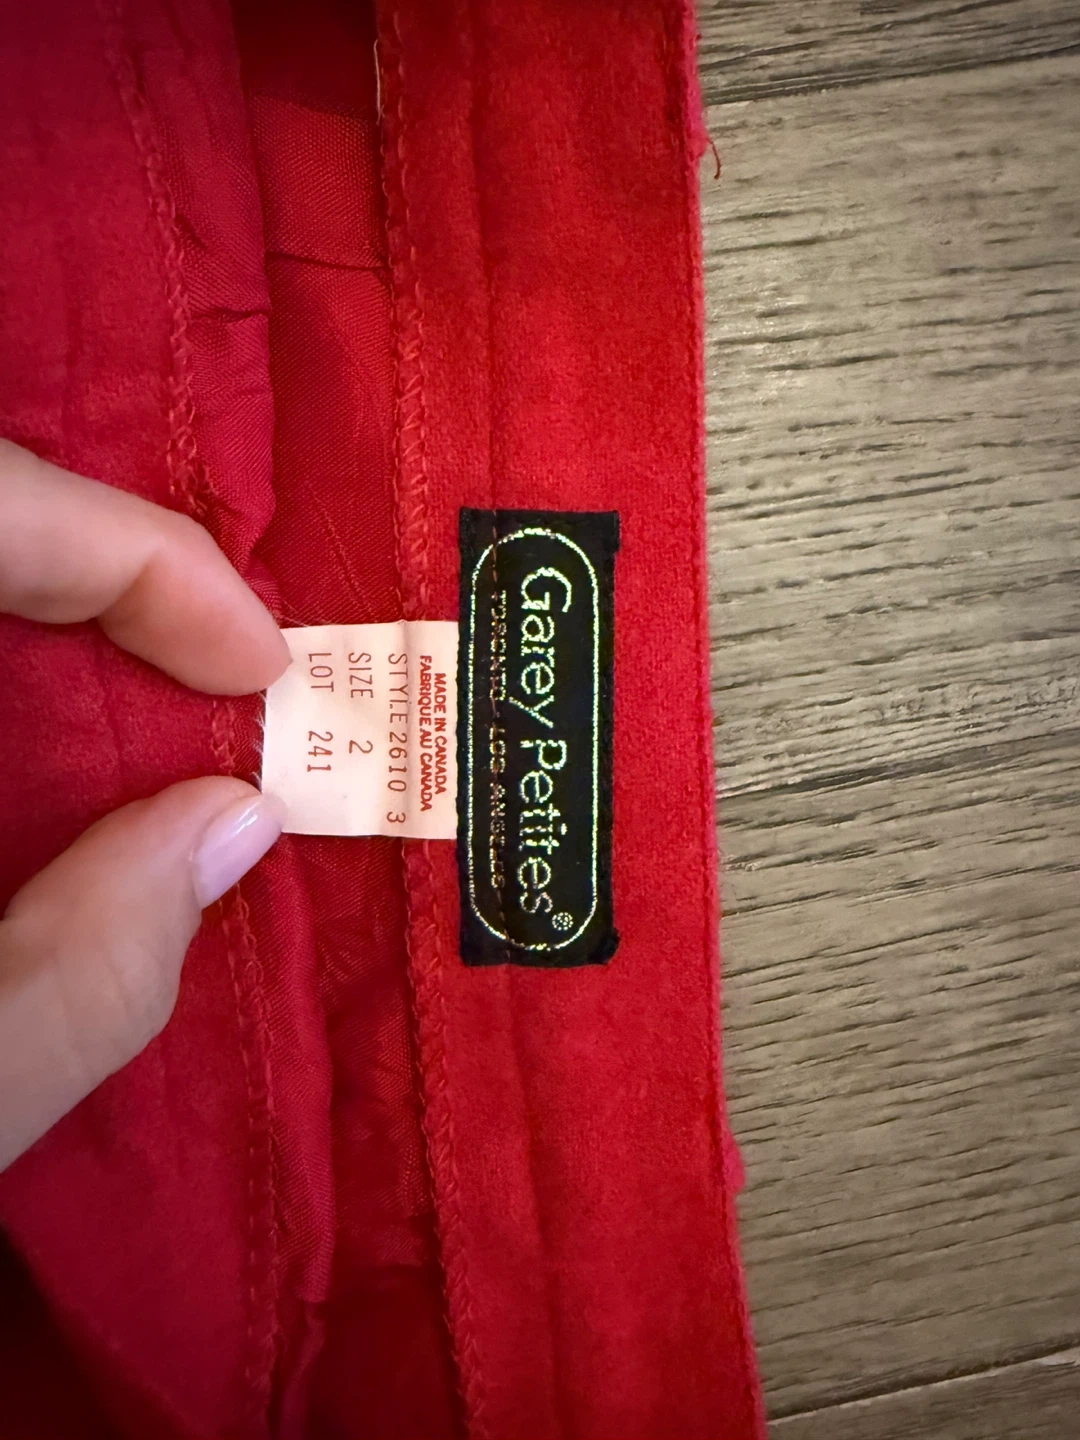 Garey Petites®
TORONTO · LOS ANGELES
MADE IN CANADA
FABRIQUE AU CANADA
STYLE 2610 3
SIZE 2
LOT 241